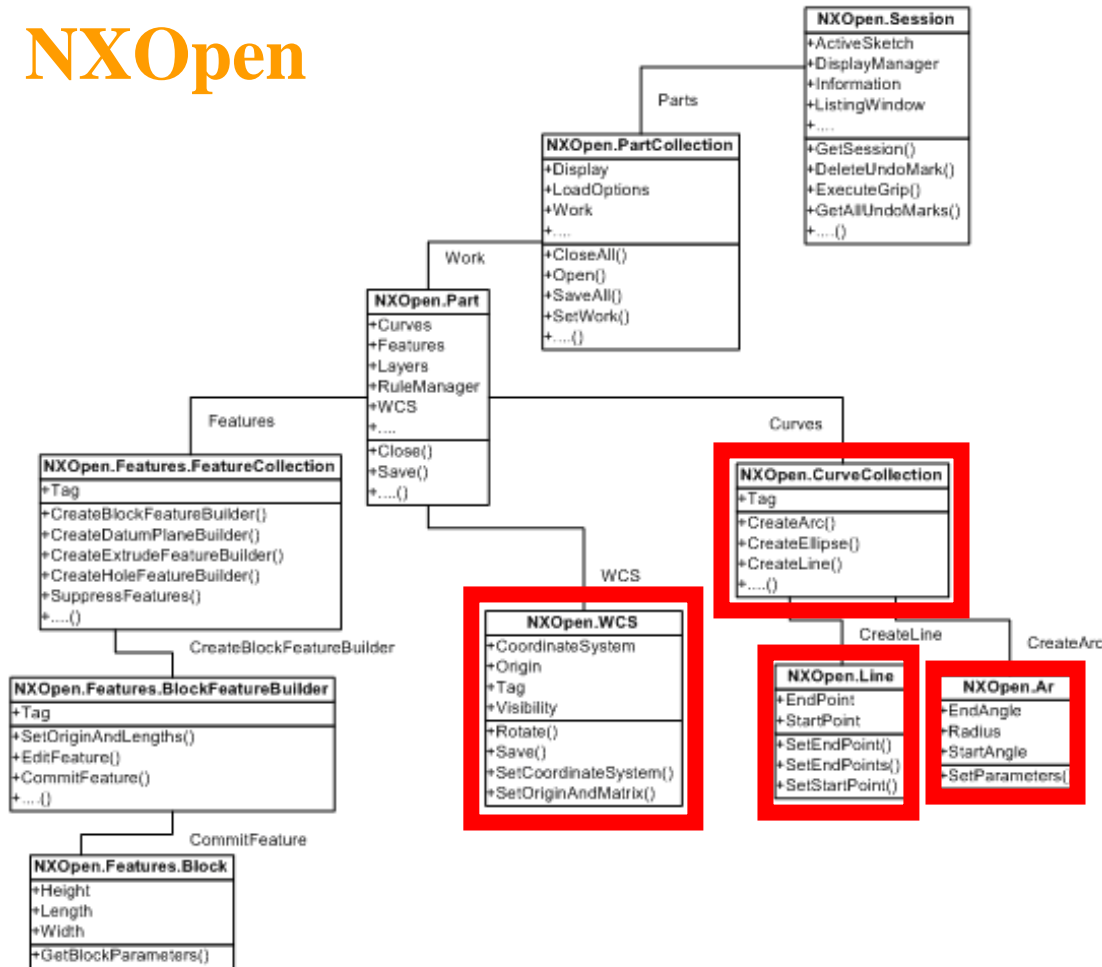 NXOpen
NXOpen.Session
+ActiveSketch
+DisplayManager
+Information
+ListingWindow
+....
+GetSession()
+DeleteUndoMark()
+ExecuteGrip()
+GetAllUndoMarks()
+....()
Parts
NXOpen.PartCollection
+Display
+LoadOptions
+Work
+....
+CloseAll()
+Open()
+SaveAll()
+SetWork()
+....()
Work
NXOpen.Part
+Curves
+Features
+Layers
+RuleManager
+WCS
+....
+Close()
+Save()
+....()
Features
NXOpen.Features.FeatureCollection
+Tag
+CreateBlockFeatureBuilder()
+CreateDatumPlaneBuilder()
+CreateExtrudeFeatureBuilder()
+CreateHoleFeatureBuilder()
+SuppressFeatures()
+....()
CreateBlockFeatureBuilder
NXOpen.Features.BlockFeatureBuilder
+Tag
+SetOriginAndLengths()
+EditFeature()
+CommitFeature()
+....()
CommitFeature
NXOpen.Features.Block
+Height
+Length
+Width
+GetBlockParameters()
WCS
NXOpen.WCS
+CoordinateSystem
+Origin
+Tag
+Visibility
+Rotate()
+Save()
+SetCoordinateSystem()
+SetOriginAndMatrix()
Curves
NXOpen.CurveCollection
+Tag
+CreateArc()
+CreateEllipse()
+CreateLine()
+....()
CreateLine
NXOpen.Line
+EndPoint
+StartPoint
+SetEndPoint()
+SetEndPoints()
+SetStartPoint()
CreateArc
NXOpen.Ar
+EndAngle
+Radius
+StartAngle
+SetParameters(